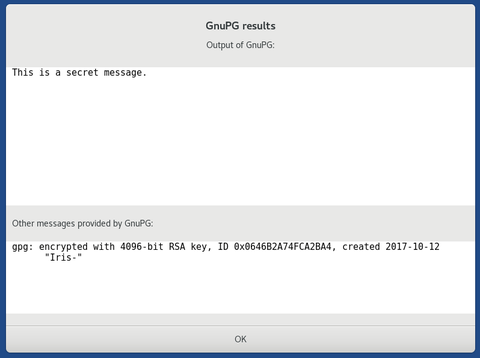 GnuPG results
Output of GnuPG:
This is a secret message.
Other messages provided by GnuPG:
gpg: encrypted with 4096-bit RSA key, ID 0x0646B2A74FCA2BA4, created 2017-10-12
"Iris-"
OK